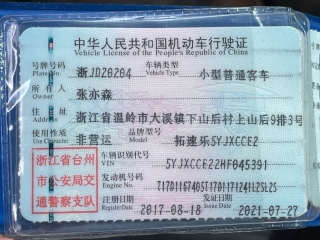 中华人民共和国机动车行驶证
Vehicle License of the People's Republic of China
号牌号码 浙JDZ0Z04 车辆类型 小型普通客车
Plate No. Vehicle Type
所有人 张亦森
Owner
住址 浙江省温岭市大溪镇下山后村上山后9排3号
Address
使用性质 非营运 品牌型号 拓速乐5YJXCCEZ
Use Character Model
浙江省台州
市公安局交
通警察支队
车辆识别代号 5YJXCCE22HF045391
VIN
发动机号码
Engine No.
注册日期 2017-08-18 发证日期 2021-07-27
Register Date Issue Date